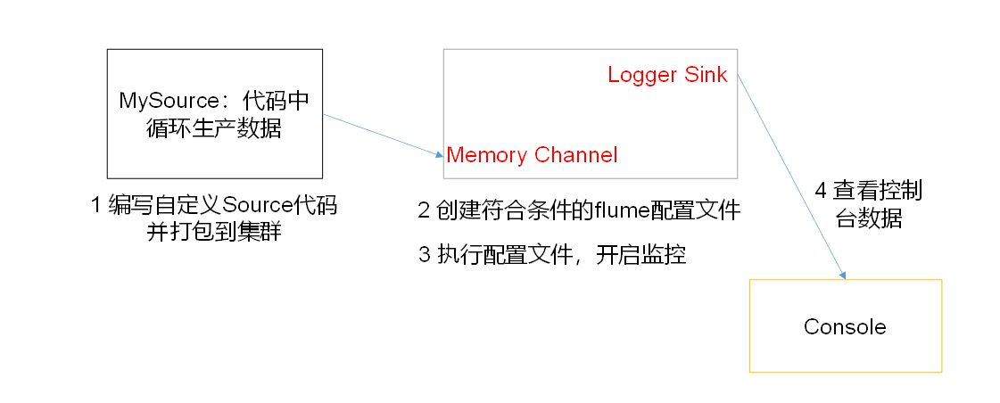 MySource：代码中
循环生产数据
Logger Sink
Memory Channel
1 编写自定义Source代码
并打包到集群
2 创建符合条件的flume配置文件
3 执行配置文件，开启监控
4 查看控制
台数据
Console